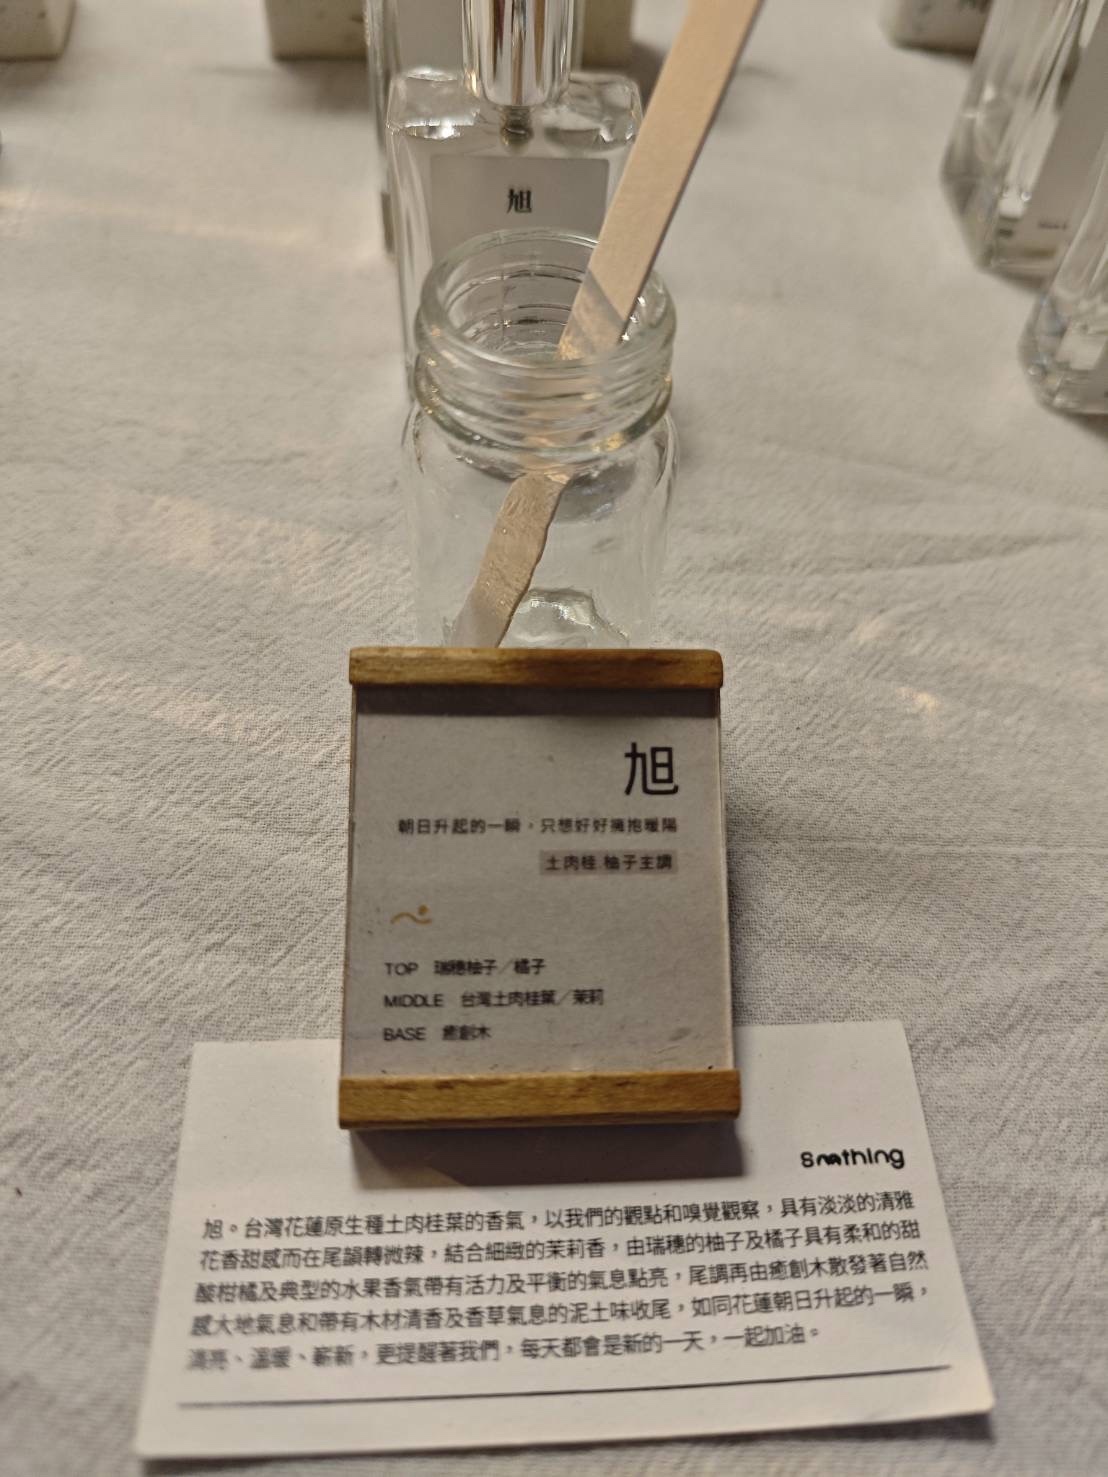 旭
旭
朝日升起的一瞬，只想好好擁抱暖陽
土肉桂.柚子主調
TOP 瑞穗柚子／橘子
MIDDLE 台灣土肉桂葉／茉莉
BASE 癒創木
smthing
旭。台灣花蓮原生種土肉桂葉的香氣，以我們的觀點和嗅覺觀察，具有淡淡的清雅
花香甜感而在尾韻轉微辣，結合細緻的茉莉香，由瑞穗的柚子及橘子具有柔和的甜
酸柑橘及典型的水果香氣帶有活力及平衡的氣息點亮，尾調再由癒創木散發著自然
感大地氣息和帶有木材清香及香草氣息的泥土味收尾，如同花蓮朝日升起的一瞬，
清亮、溫暖、嶄新，更提醒著我們，每天都會是新的一天，一起加油。